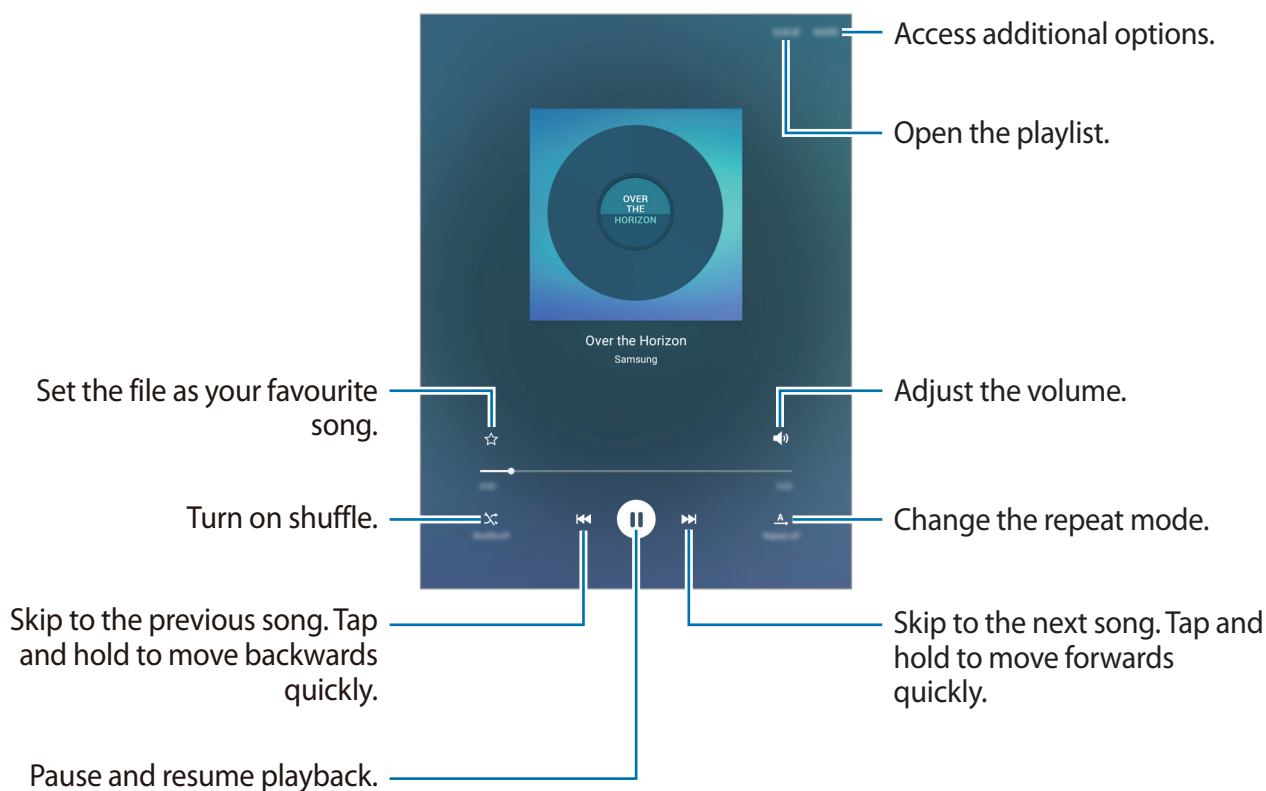 Access additional options.
Open the playlist.
OVER
THE
HORIZON
Over the Horizon
Samsung
Set the file as your favourite
song.
Adjust the volume.
Turn on shuffle.
A
Change the repeat mode.
Skip to the previous song. Tap
and hold to move backwards
quickly.
Skip to the next song. Tap and
hold to move forwards
quickly.
Pause and resume playback.